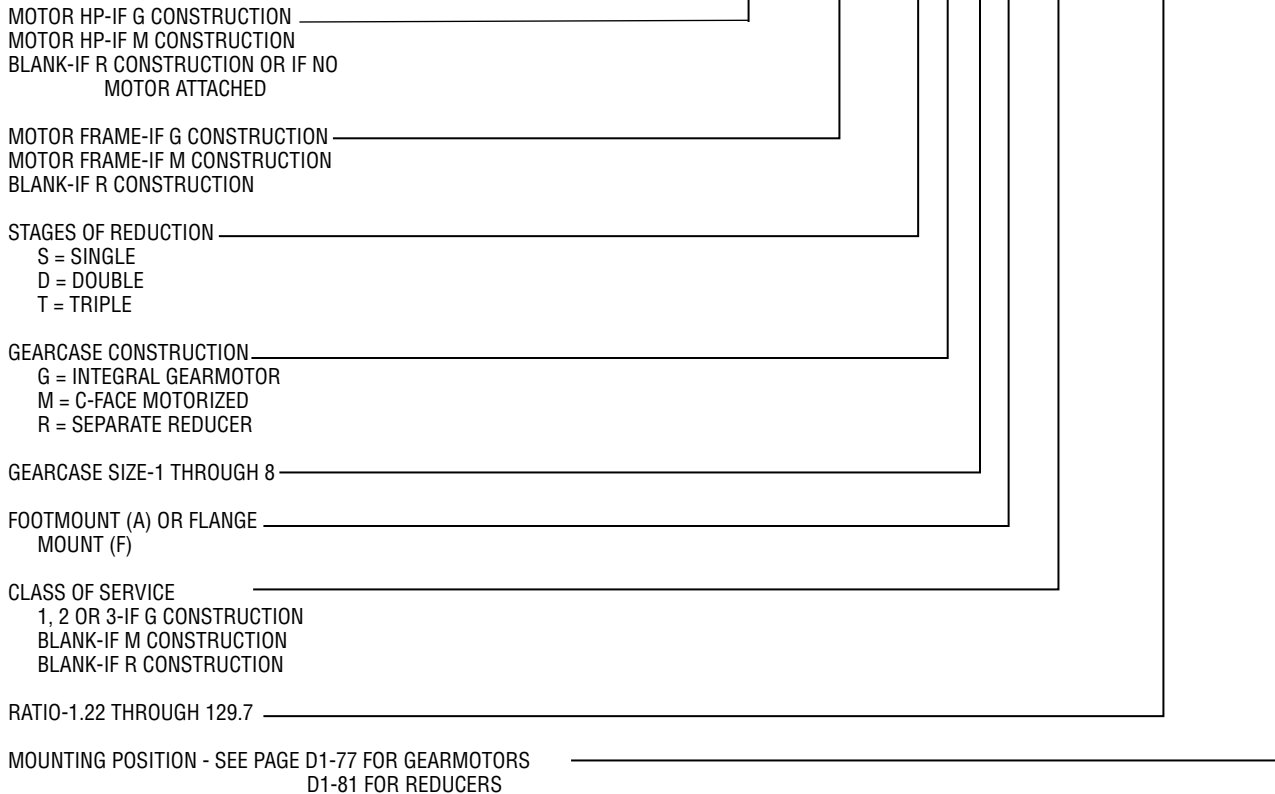 MOTOR HP-IF G CONSTRUCTION
MOTOR HP-IF M CONSTRUCTION
BLANK-IF R CONSTRUCTION OR IF NO
MOTOR ATTACHED
MOTOR FRAME-IF G CONSTRUCTION
MOTOR FRAME-IF M CONSTRUCTION
BLANK-IF R CONSTRUCTION
STAGES OF REDUCTION
S = SINGLE
D = DOUBLE
T = TRIPLE
GEARCASE CONSTRUCTION
G = INTEGRAL GEARMOTOR
M = C-FACE MOTORIZED
R = SEPARATE REDUCER
GEARCASE SIZE-1 THROUGH 8
FOOTMOUNT (A) OR FLANGE
MOUNT (F)
CLASS OF SERVICE
1, 2 OR 3-IF G CONSTRUCTION
BLANK-IF M CONSTRUCTION
BLANK-IF R CONSTRUCTION
RATIO-1.22 THROUGH 129.7
MOUNTING POSITION - SEE PAGE D1-77 FOR GEARMOTORS
D1-81 FOR REDUCERS